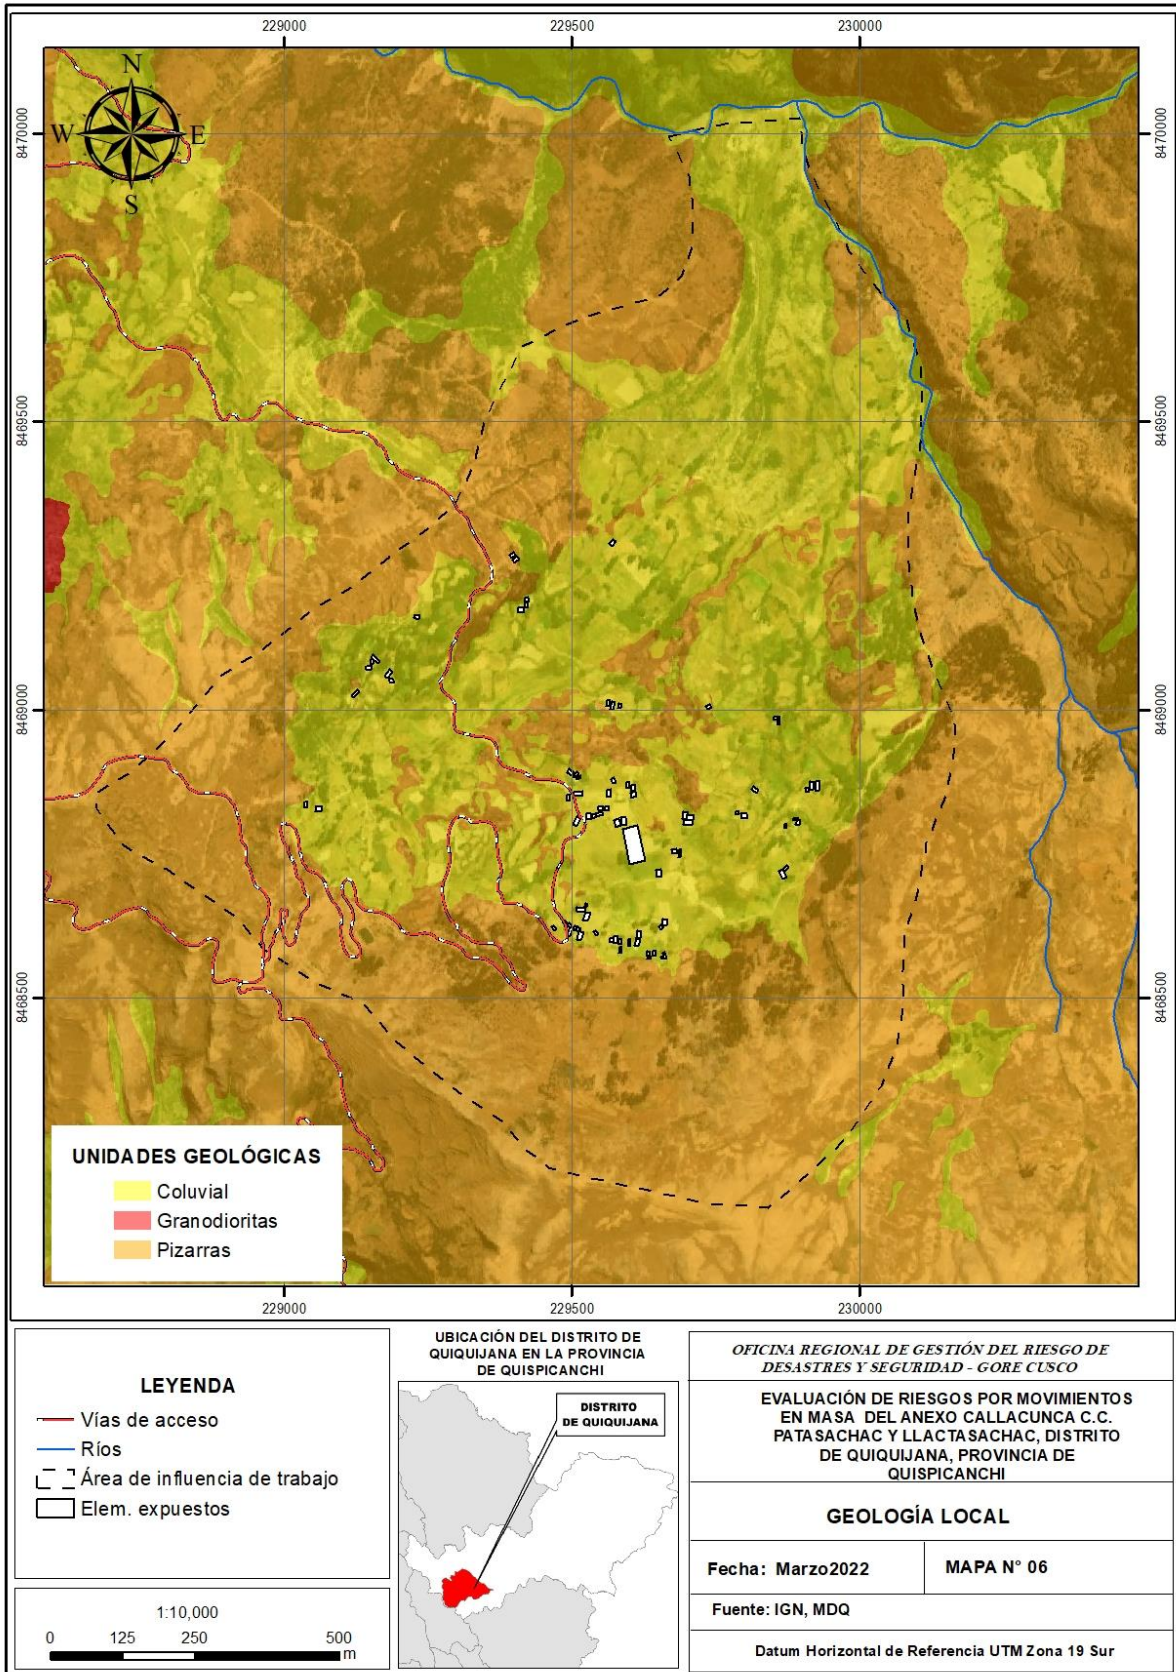 229000
229500
230000
N
W
E
S
8470000
8470000
8469500
8469500
8469000
8469000
8468500
8468500
UNIDADES GEOLÓGICAS
Coluvial
Granodioritas
Pizarras
229000
229500
230000
LEYENDA
Vías de acceso
Ríos
Área de influencia de trabajo
Elem. expuestos
1:10,000
0 125 250 500
m
UBICACIÓN DEL DISTRITO DE
QUIQUIJANA EN LA PROVINCIA
DE QUISPICANCHI
DISTRITO
DE QUIQUIJANA
OFICINA REGIONAL DE GESTIÓN DEL RIESGO DE
DESASTRES Y SEGURIDAD - GORE CUSCO
EVALUACIÓN DE RIESGOS POR MOVIMIENTOS
EN MASA DEL ANEXO CALLACUNCA C.C.
PATASACHAC Y LLACTASACHAC, DISTRITO
DE QUIQUIJANA, PROVINCIA DE
QUISPICANCHI
GEOLOGÍA LOCAL
Fecha: Marzo2022
MAPA N° 06
Fuente: IGN, MDQ
Datum Horizontal de Referencia UTM Zona 19 Sur